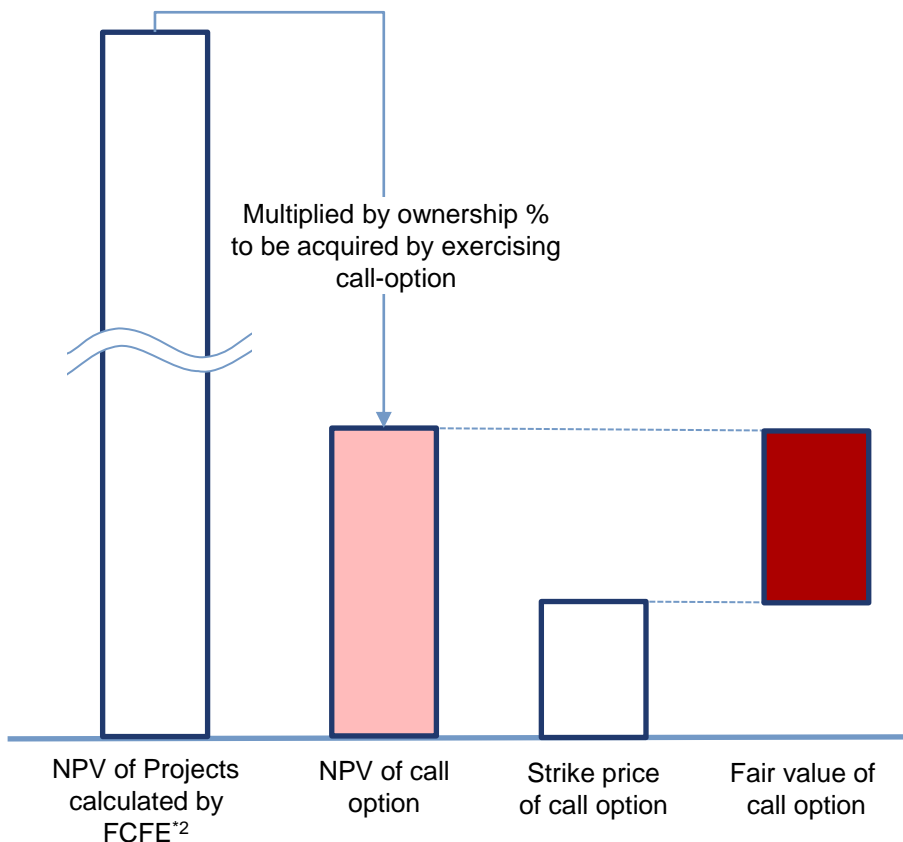 Multiplied by ownership %
to be acquired by exercising
call-option
NPV of Projects
calculated by
FCFE*2
NPV of call
option
Strike price
of call option
Fair value of
call option